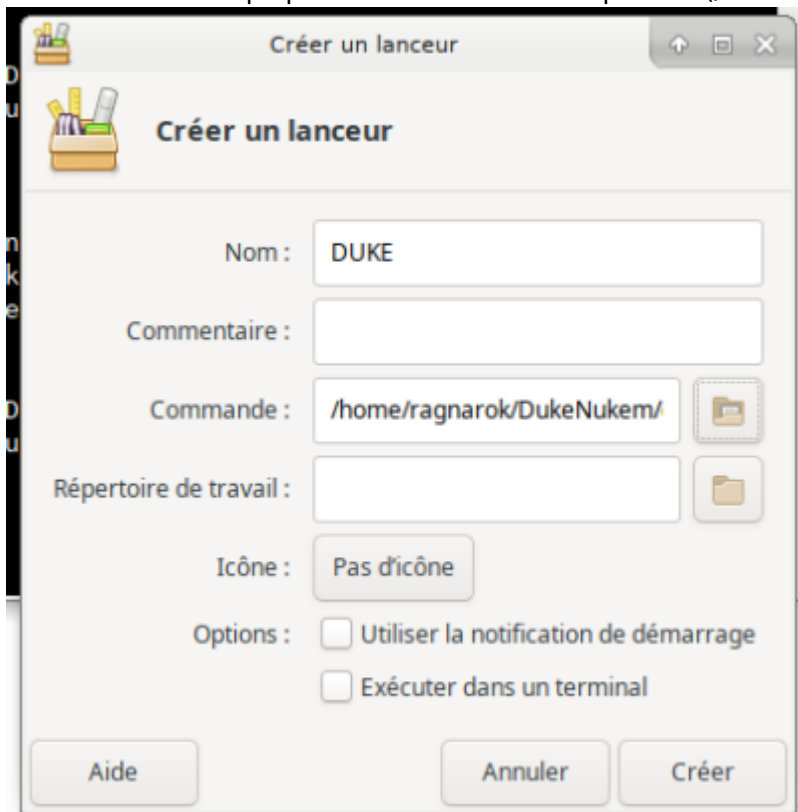 Créer un lanceur
Créer un lanceur
Nom : DUKE
Commentaire :
Commande : /home/ragnarok/DukeNukem/
Répertoire de travail :
Icône : Pas d'icône
Options : Utiliser la notification de démarrage
Exécuter dans un terminal
Aide Annuler Créer